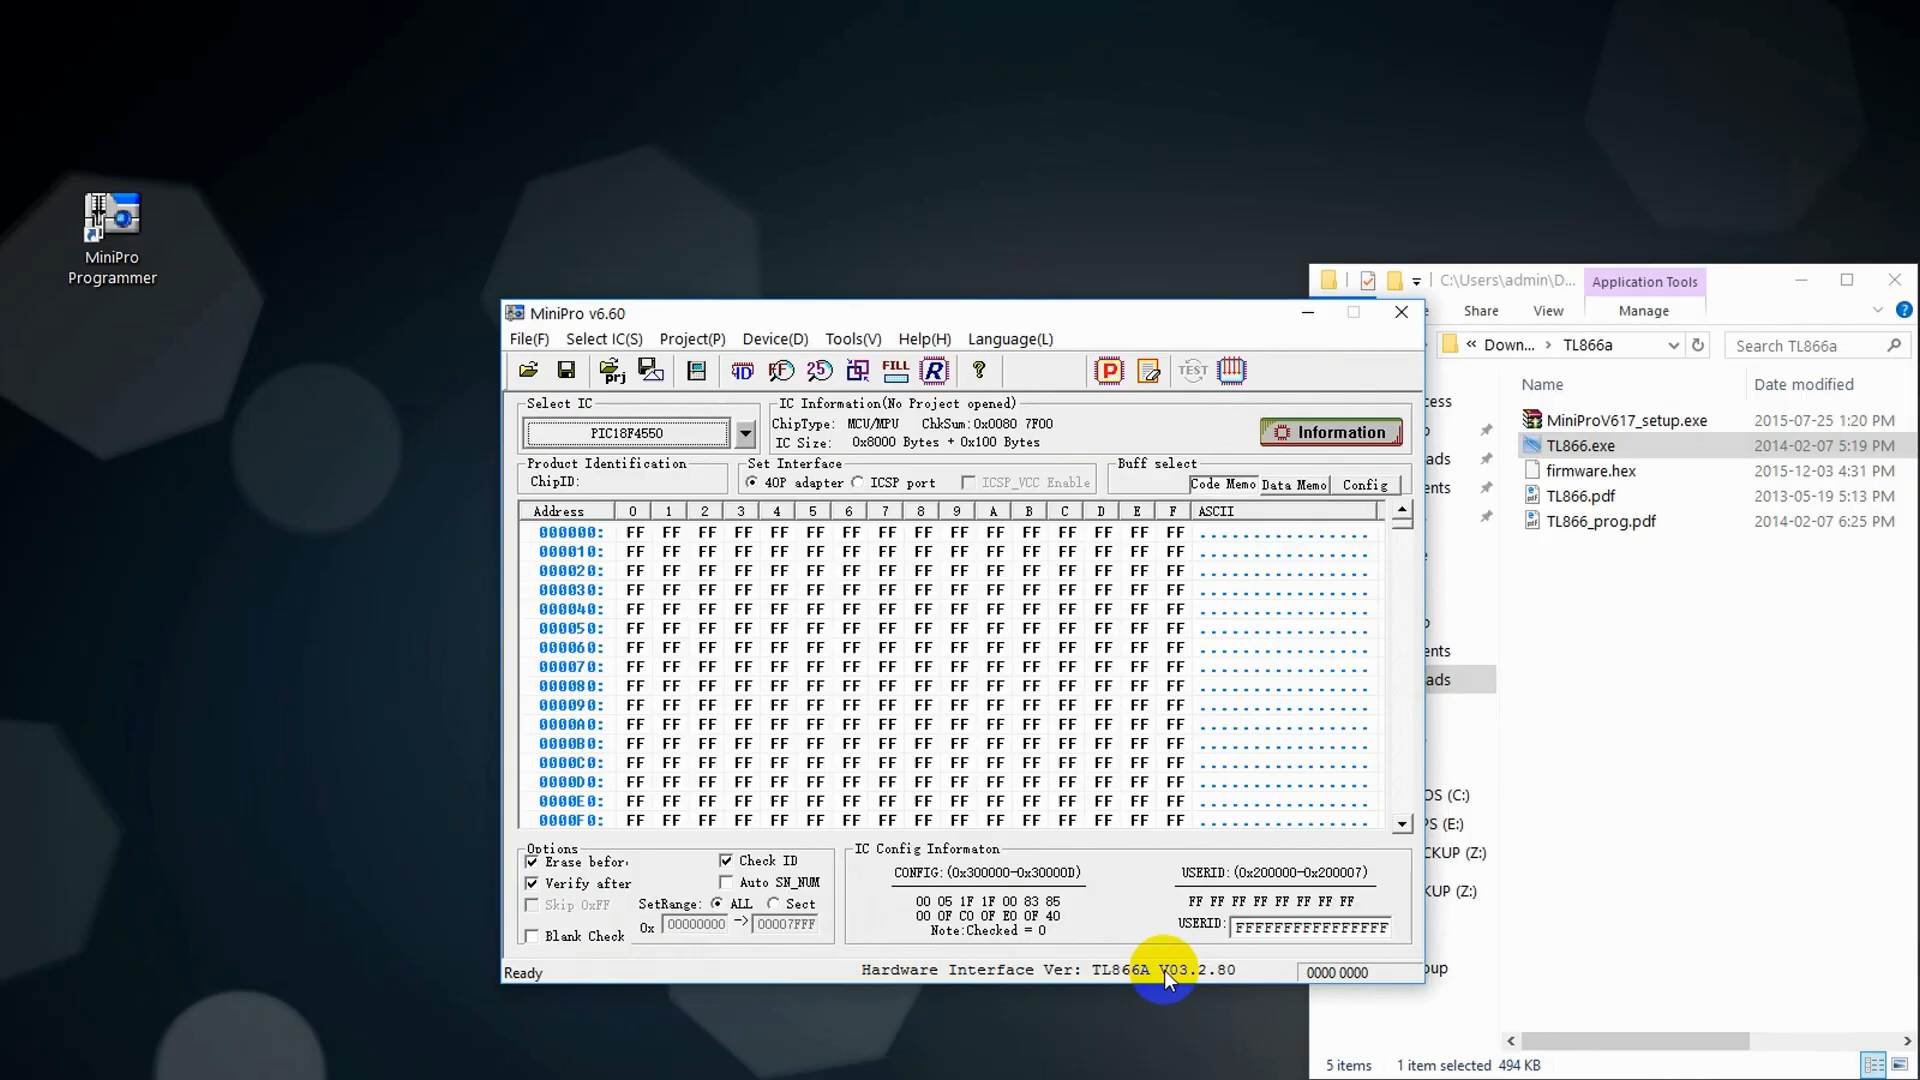 MiniPro
Programmer
MiniPro v6.60
File(F) Select IC(S) Project(P) Device(D) Tools(V) Help(H) Language(L)
prj ID FF 25 FILL R ? P TEST
Select IC
PIC18F4550
IC Information(No Project opened)
ChipType: MCU/MPU ChkSum:0x0080 7F00
IC Size: 0x8000 Bytes + 0x100 Bytes
Information
Product Identification
ChipID:
Set Interface
40P adapter ICSP port ICSP_VCC Enable
Buff select
Code Memo Data Memo Config
Address 0 1 2 3 4 5 6 7 8 9 A B C D E F ASCII
000000: FF FF FF FF FF FF FF FF FF FF FF FF FF FF FF FF ................
000010: FF FF FF FF FF FF FF FF FF FF FF FF FF FF FF FF ................
000020: FF FF FF FF FF FF FF FF FF FF FF FF FF FF FF FF ................
000030: FF FF FF FF FF FF FF FF FF FF FF FF FF FF FF FF ................
000040: FF FF FF FF FF FF FF FF FF FF FF FF FF FF FF FF ................
000050: FF FF FF FF FF FF FF FF FF FF FF FF FF FF FF FF ................
000060: FF FF FF FF FF FF FF FF FF FF FF FF FF FF FF FF ................
000070: FF FF FF FF FF FF FF FF FF FF FF FF FF FF FF FF ................
000080: FF FF FF FF FF FF FF FF FF FF FF FF FF FF FF FF ................
000090: FF FF FF FF FF FF FF FF FF FF FF FF FF FF FF FF ................
0000A0: FF FF FF FF FF FF FF FF FF FF FF FF FF FF FF FF ................
0000B0: FF FF FF FF FF FF FF FF FF FF FF FF FF FF FF FF ................
0000C0: FF FF FF FF FF FF FF FF FF FF FF FF FF FF FF FF ................
0000D0: FF FF FF FF FF FF FF FF FF FF FF FF FF FF FF FF ................
0000E0: FF FF FF FF FF FF FF FF FF FF FF FF FF FF FF FF ................
0000F0: FF FF FF FF FF FF FF FF FF FF FF FF FF FF FF FF ................
Options
Erase befor Check ID
Verify after Auto SN_NUM
Skip 0xFF SetRange: ALL Sect
0x 00000000 -> 00007FFF
Blank Check
IC Config Informaton
CONFIG:(0x300000-0x30000D)
00 05 1F 1F 00 83 85
00 0F C0 0F E0 0F 40
Note:Checked = 0
USERID:(0x200000-0x200007)
FF FF FF FF FF FF FF FF
USERID: FFFFFFFFFFFFFFFF
Ready Hardware Interface Ver: TL866A V03.2.80 0000 0000
C:\Users\admin\D... Application Tools
Share View Manage
« Down... > TL866a Search TL866a
Name Date modified
MiniProV617_setup.exe 2015-07-25 1:20 PM
TL866.exe 2014-02-07 5:19 PM
firmware.hex 2015-12-03 4:31 PM
TL866.pdf 2013-05-19 5:13 PM
TL866_prog.pdf 2014-02-07 6:25 PM
cess
ads
ents
ents
ads
OS (C:)
PS (E:)
CKUP (Z:)
CKUP (Z:)
oup
5 items 1 item selected 494 KB